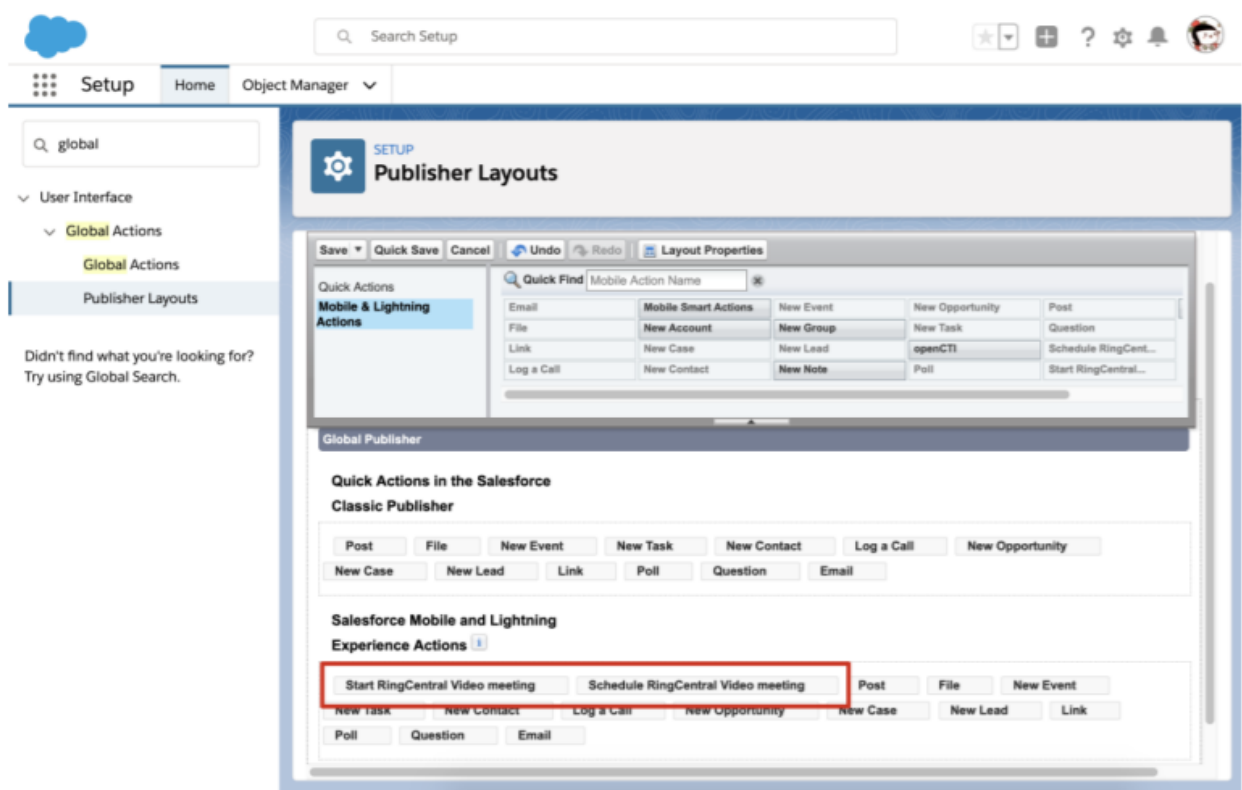 Search Setup
Setup Home Object Manager
global
User Interface
Global Actions
Global Actions
Publisher Layouts
Didn't find what you're looking for?
Try using Global Search.
SETUP
Publisher Layouts
Save Quick Save Cancel Undo Redo Layout Properties
Quick Actions
Mobile & Lightning
Actions
Quick Find Mobile Action Name
Email Mobile Smart Actions New Event New Opportunity Post
File New Account New Group New Task Question
Link New Case New Lead openCTI Schedule RingCent...
Log a Call New Contact New Note Poll Start RingCentral...
Global Publisher
Quick Actions in the Salesforce
Classic Publisher
Post File New Event New Task New Contact Log a Call New Opportunity
New Case New Lead Link Poll Question Email
Salesforce Mobile and Lightning
Experience Actions i
Start RingCentral Video meeting Schedule RingCentral Video meeting Post File New Event
New Task New Contact Log a Call New Opportunity New Case New Lead Link
Poll Question Email